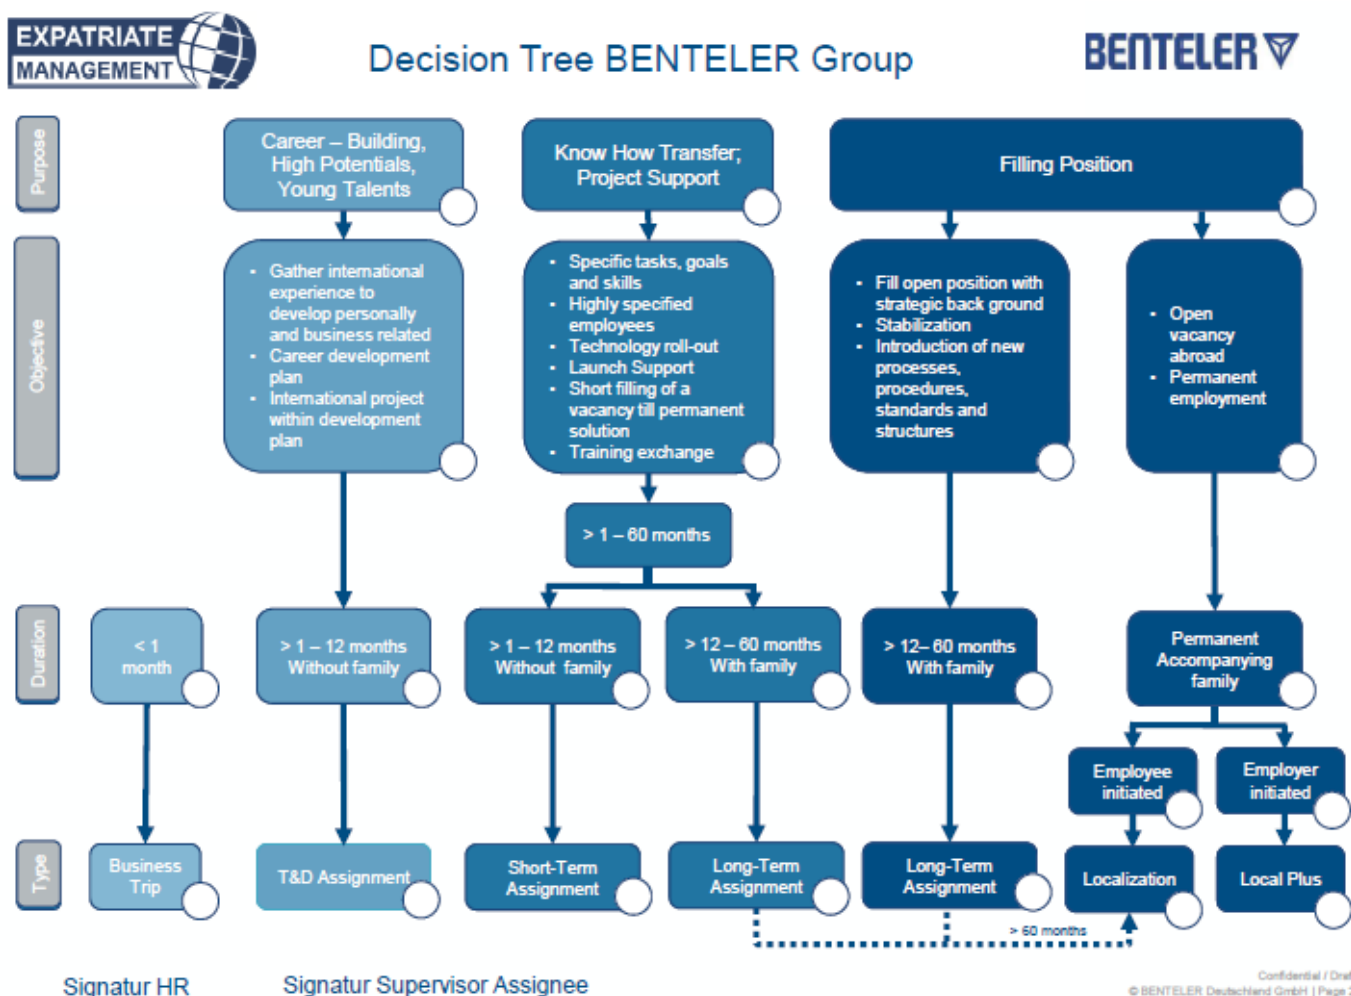 EXPATRIATE
MANAGEMENT
Decision Tree BENTELER Group
BENTELER
Purpose
Career – Building,
High Potentials,
Young Talents
Know How Transfer;
Project Support
Filling Position
Objective
• Gather international
experience to
develop personally
and business related
• Career development
plan
• International project
within development
plan
• Specific tasks, goals
and skills
• Highly specified
employees
• Technology roll-out
• Launch Support
• Short filling of a
vacancy till permanent
solution
• Training exchange
• Fill open position with
strategic back ground
• Stabilization
• Introduction of new
processes,
procedures,
standards and
structures
• Open
vacancy
abroad
• Permanent
employment
> 1 – 60 months
Duration
< 1
month
> 1 – 12 months
Without family
> 1 – 12 months
Without family
> 12 – 60 months
With family
> 12– 60 months
With family
Permanent
Accompanying
family
Employee
initiated
Employer
initiated
Type
Business
Trip
T&D Assignment
Short-Term
Assignment
Long-Term
Assignment
Long-Term
Assignment
Localization
Local Plus
> 60 months
Signatur HR
Signatur Supervisor Assignee
Confidential / Draf
© BENTELER Deutschland GmbH | Page 2